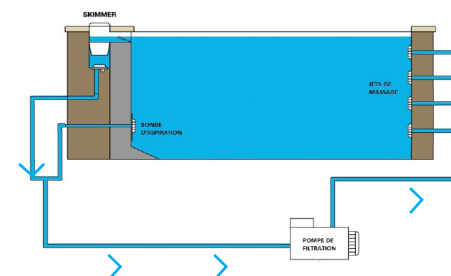 SKIMMER
JETS DE
MASSAGE
BONDE
D'ASPIRATION
POMPE DE
FILTRATION